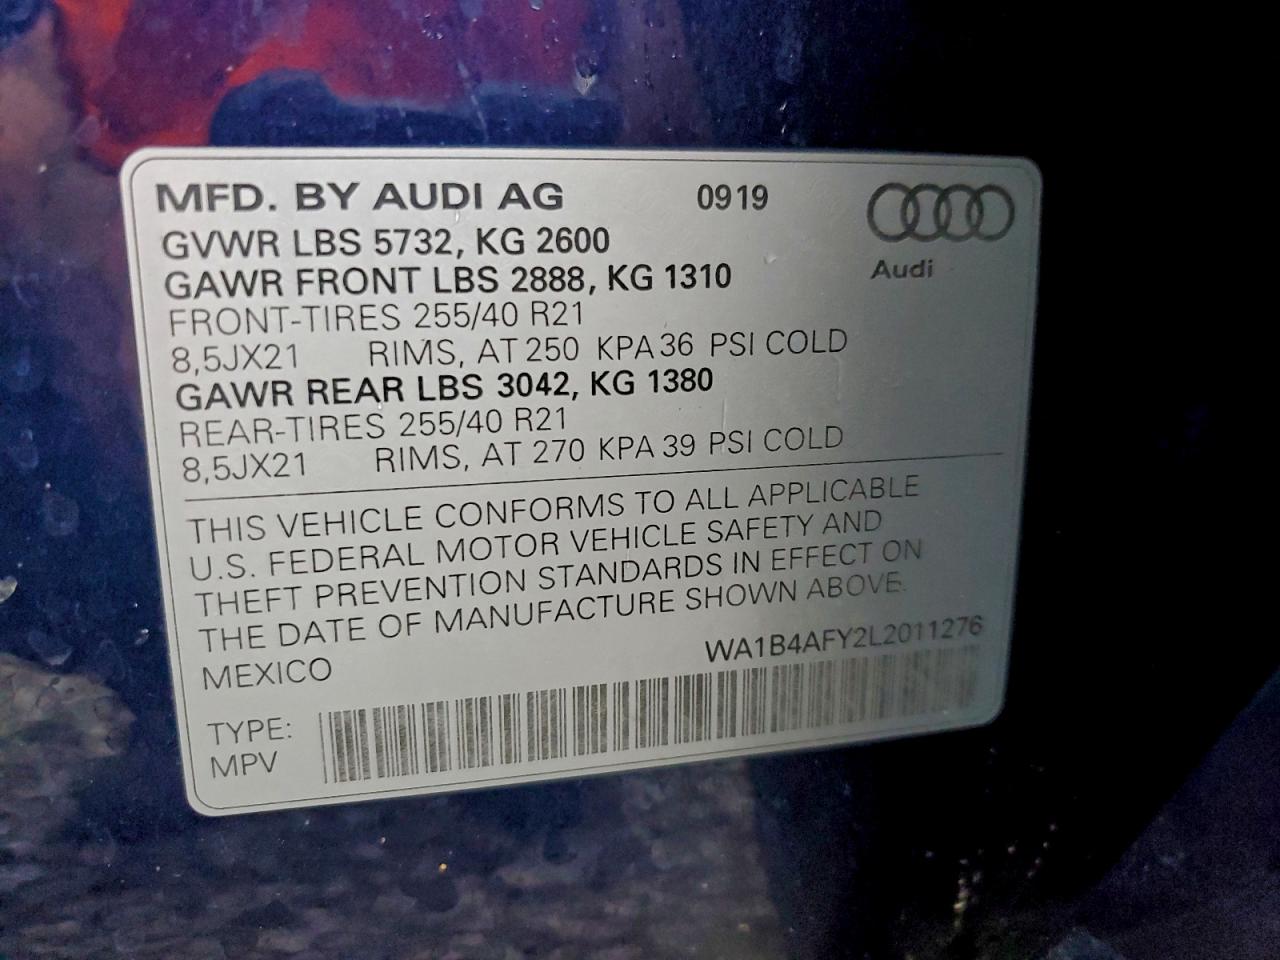 MFD. BY AUDI AG 0919
GVWR LBS 5732, KG 2600
Audi
GAWR FRONT LBS 2888, KG 1310
FRONT-TIRES 255/40 R21
8,5JX21 RIMS, AT 250 KPA 36 PSI COLD
GAWR REAR LBS 3042, KG 1380
REAR-TIRES 255/40 R21
8,5JX21 RIMS, AT 270 KPA 39 PSI COLD
THIS VEHICLE CONFORMS TO ALL APPLICABLE
U.S. FEDERAL MOTOR VEHICLE SAFETY AND
THEFT PREVENTION STANDARDS IN EFFECT ON
THE DATE OF MANUFACTURE SHOWN ABOVE.
MEXICO WA1B4AFY2L2011276
TYPE:
MPV